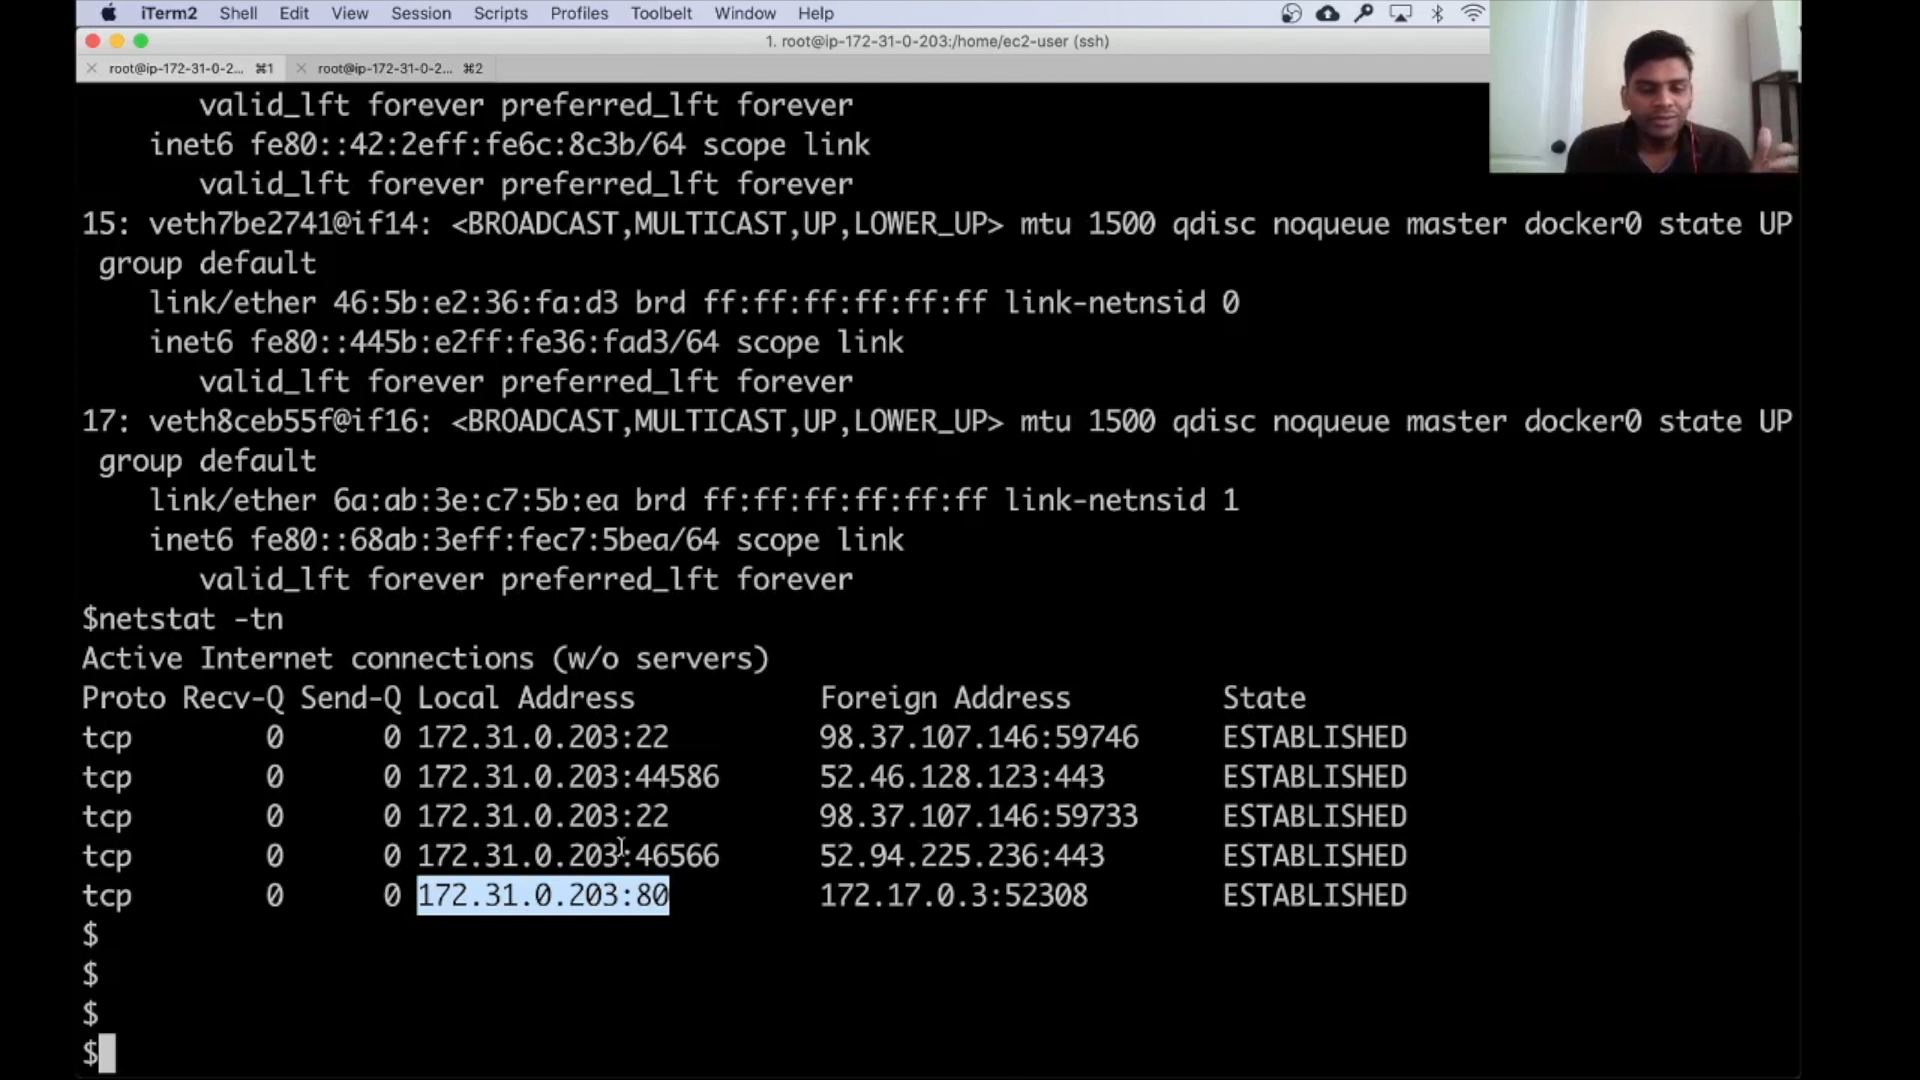 iTerm2 Shell Edit View Session Scripts Profiles Toolbelt Window Help
1. root@ip-172-31-0-203:/home/ec2-user (ssh)
root@ip-172-31-0-2... ⌘1 root@ip-172-31-0-2... ⌘2
valid_lft forever preferred_lft forever
inet6 fe80::42:2eff:fe6c:8c3b/64 scope link
valid_lft forever preferred_lft forever
15: veth7be2741@if14: <BROADCAST,MULTICAST,UP,LOWER_UP> mtu 1500 qdisc noqueue master docker0 state UP
group default
link/ether 46:5b:e2:36:fa:d3 brd ff:ff:ff:ff:ff:ff link-netnsid 0
inet6 fe80::445b:e2ff:fe36:fad3/64 scope link
valid_lft forever preferred_lft forever
17: veth8ceb55f@if16: <BROADCAST,MULTICAST,UP,LOWER_UP> mtu 1500 qdisc noqueue master docker0 state UP
group default
link/ether 6a:ab:3e:c7:5b:ea brd ff:ff:ff:ff:ff:ff link-netnsid 1
inet6 fe80::68ab:3eff:fec7:5bea/64 scope link
valid_lft forever preferred_lft forever
$netstat -tn
Active Internet connections (w/o servers)
Proto Recv-Q Send-Q Local Address Foreign Address State
tcp 0 0 172.31.0.203:22 98.37.107.146:59746 ESTABLISHED
tcp 0 0 172.31.0.203:44586 52.46.128.123:443 ESTABLISHED
tcp 0 0 172.31.0.203:22 98.37.107.146:59733 ESTABLISHED
tcp 0 0 172.31.0.203:46566 52.94.225.236:443 ESTABLISHED
tcp 0 0 172.31.0.203:80 172.17.0.3:52308 ESTABLISHED
$
$
$
$